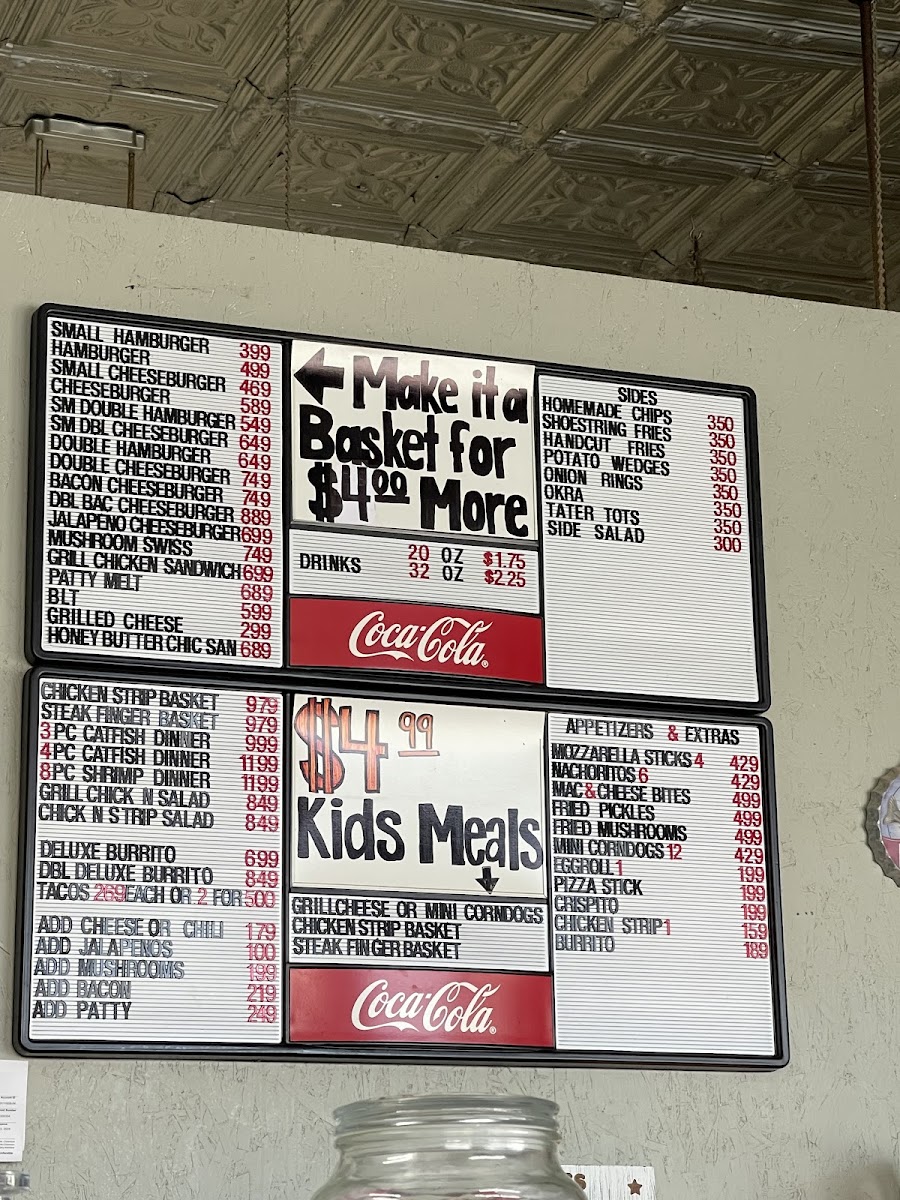 SMALL HAMBURGER 399
HAMBURGER 499
SMALL CHEESEBURGER 469
CHEESEBURGER 589
SM DOUBLE HAMBURGER 549
SM DBL CHEESEBURGER 649
DOUBLE HAMBURGER 649
DOUBLE CHEESEBURGER 749
BACON CHEESEBURGER 749
DBL BAC CHEESEBURGER 889
JALAPENO CHEESEBURGER 699
MUSHROOM SWISS 749
GRILL CHICKEN SANDWICH 699
PATTY MELT 689
BLT 599
GRILLED CHEESE 299
HONEY BUTTER CHIC SAN 689
← Make it a
Basket for
$4.00 More
DRINKS 20 OZ $1.75
32 OZ $2.25
Coca-Cola®
SIDES
HOMEMADE CHIPS 350
SHOESTRING FRIES 350
HANDCUT FRIES 350
POTATO WEDGES 350
ONION RINGS 350
OKRA 350
TATER TOTS 350
SIDE SALAD 300
CHICKEN STRIP BASKET 979
STEAK FINGER BASKET 979
3 PC CATFISH DINNER 999
4 PC CATFISH DINNER 1199
8 PC SHRIMP DINNER 1199
GRILL CHICK N SALAD 849
CHICK N STRIP SALAD 849
DELUXE BURRITO 699
DBL DELUXE BURRITO 849
TACOS 269 EACH OR 2 FOR 500
ADD CHEESE OR CHILI 179
ADD JALAPENOS 100
ADD MUSHROOMS 199
ADD BACON 219
ADD PATTY 249
$4 99
Kids Meals
↓
GRILLCHEESE OR MINI CORNDOGS
CHICKEN STRIP BASKET
STEAK FINGER BASKET
Coca-Cola®
APPETIZERS & EXTRAS
MOZZARELLA STICKS 4 429
NACHORITOS 6 429
MAC & CHEESE BITES 499
FRIED PICKLES 499
FRIED MUSHROOMS 499
MINI CORNDOGS 12 429
EGGROLL 1 199
PIZZA STICK 199
CRISPITO 199
CHICKEN STRIP 1 159
BURRITO 189